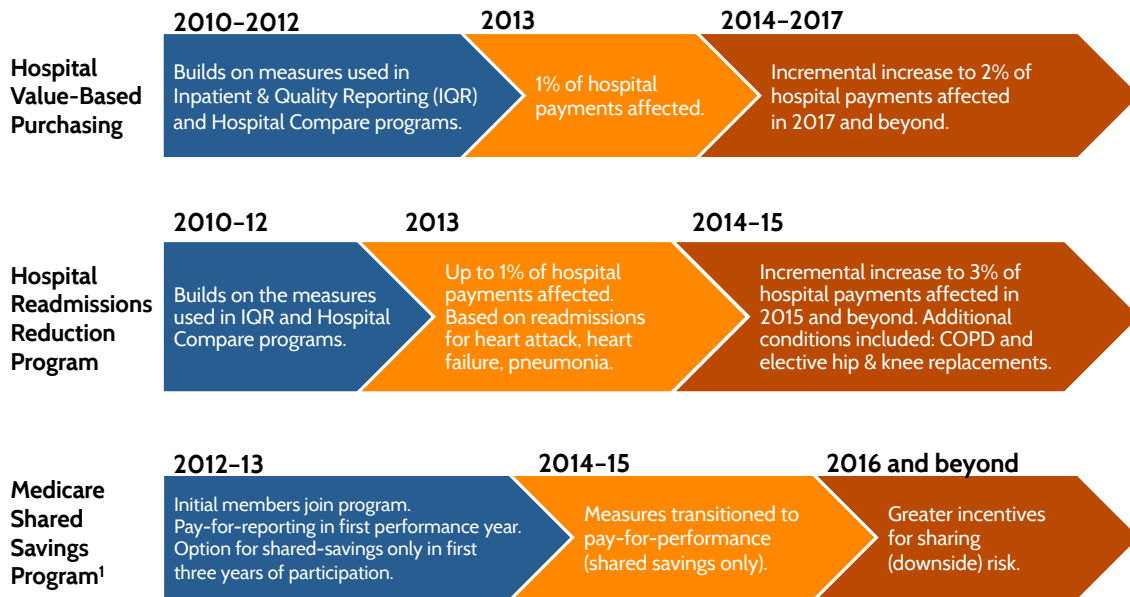 2010–2012
2013
2014–2017
Hospital
Value-Based
Purchasing
Builds on measures used in
Inpatient & Quality Reporting (IQR)
and Hospital Compare programs.
1% of hospital
payments affected.
Incremental increase to 2% of
hospital payments affected
in 2017 and beyond.
2010–12
2013
2014–15
Hospital
Readmissions
Reduction
Program
Builds on the measures
used in IQR and Hospital
Compare programs.
Up to 1% of hospital
payments affected.
Based on readmissions
for heart attack, heart
failure, pneumonia.
Incremental increase to 3% of
hospital payments affected in
2015 and beyond. Additional
conditions included: COPD and
elective hip & knee replacements.
2012–13
2014–15
2016 and beyond
Medicare
Shared
Savings
Program¹
Initial members join program.
Pay-for-reporting in first performance year.
Option for shared-savings only in first
three years of participation.
Measures transitioned to
pay-for-performance
(shared savings only).
Greater incentives
for sharing
(downside) risk.